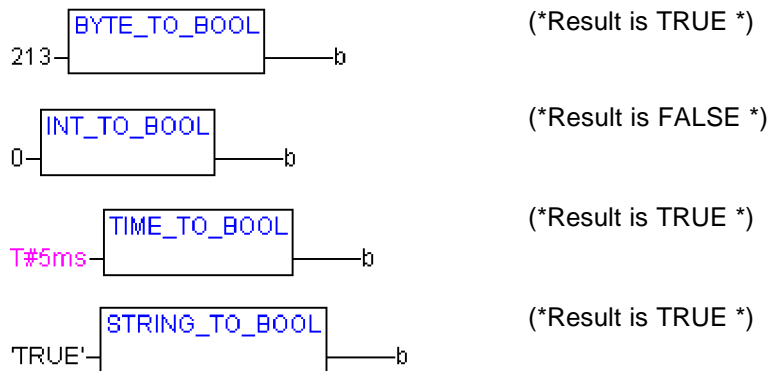 BYTE_TO_BOOL (*Result is TRUE *)
213 b
INT_TO_BOOL (*Result is FALSE *)
0 b
TIME_TO_BOOL (*Result is TRUE *)
T#5ms b
STRING_TO_BOOL (*Result is TRUE *)
'TRUE' b